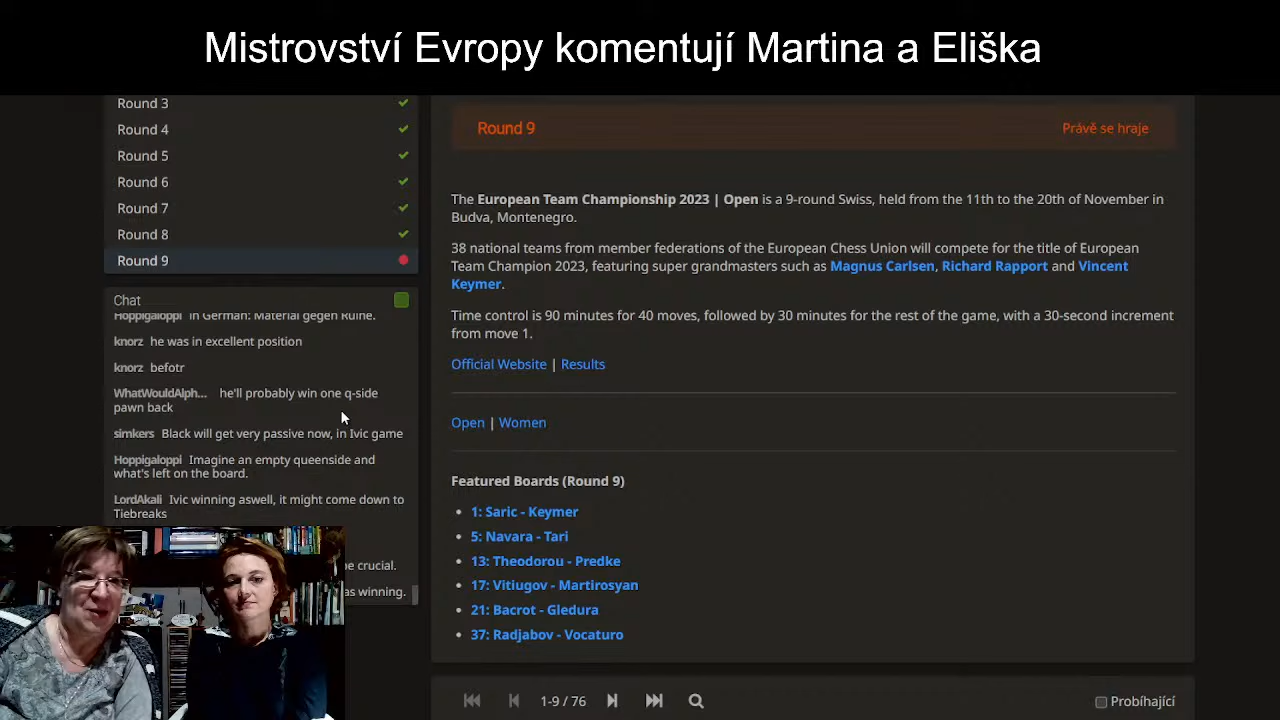 Mistrovství Evropy komentují Martina a Eliška
Round 3
Round 4
Round 5
Round 6
Round 7
Round 8
Round 9
Chat
Hoppigaloppi in German: Material gegen Ruine.
knorz he was in excellent position
knorz befotr
WhatWouldAlph... he'll probably win one q-side
pawn back
simkers Black will get very passive now, in Ivic game
Hoppigaloppi Imagine an empty queenside and
what's left on the board.
LordAkali Ivic winning aswell, it might come down to
Tiebreaks
e crucial.
as winning.
Round 9 Právě se hraje
The European Team Championship 2023 | Open is a 9-round Swiss, held from the 11th to the 20th of November in
Budva, Montenegro.
38 national teams from member federations of the European Chess Union will compete for the title of European
Team Champion 2023, featuring super grandmasters such as Magnus Carlsen, Richard Rapport and Vincent
Keymer.
Time control is 90 minutes for 40 moves, followed by 30 minutes for the rest of the game, with a 30-second increment
from move 1.
Official Website | Results
Open | Women
Featured Boards (Round 9)
1: Saric - Keymer
5: Navara - Tari
13: Theodorou - Predke
17: Vitiugov - Martirosyan
21: Bacrot - Gledura
37: Radjabov - Vocaturo
1-9 / 76
Probíhající